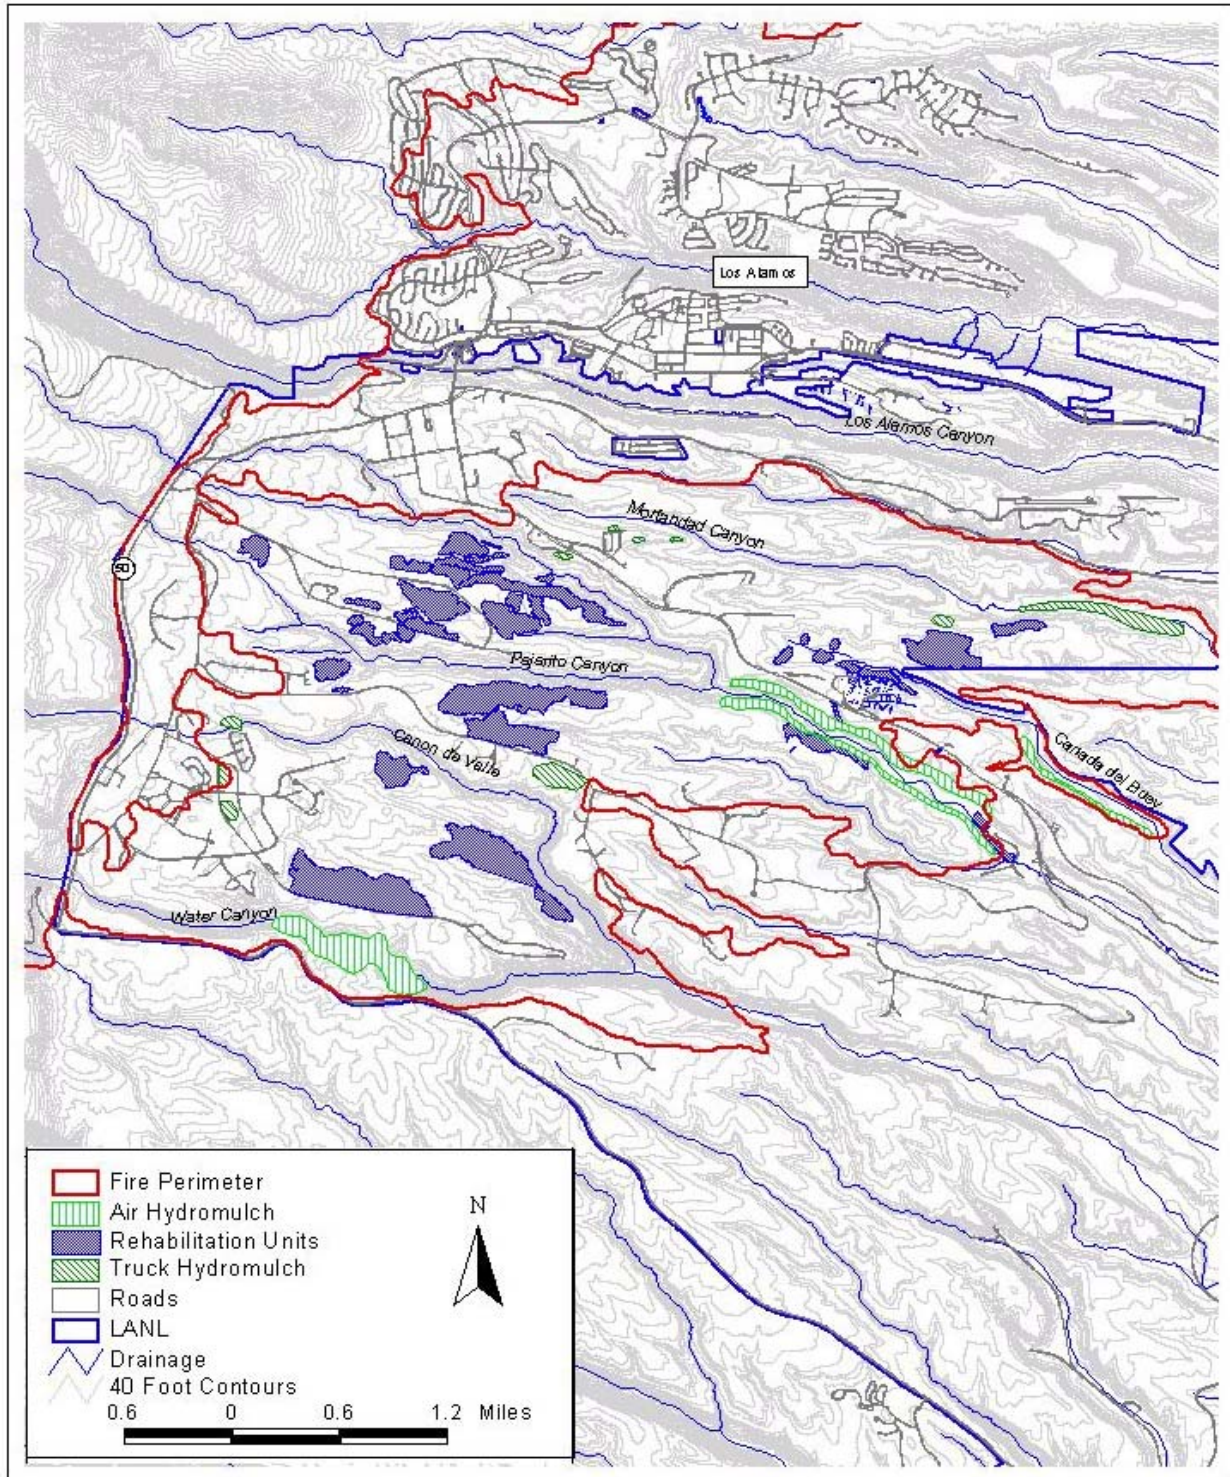 Los Alamos
Los Alamos Canyon
Mortandad Canyon
501
Pajarito Canyon
Canon de Valle
Canada del Buey
Water Canyon
Fire Perimeter
Air Hydromulch
Rehabilitation Units
Truck Hydromulch
Roads
LANL
Drainage
40 Foot Contours
N
0.6 0 0.6 1.2 Miles